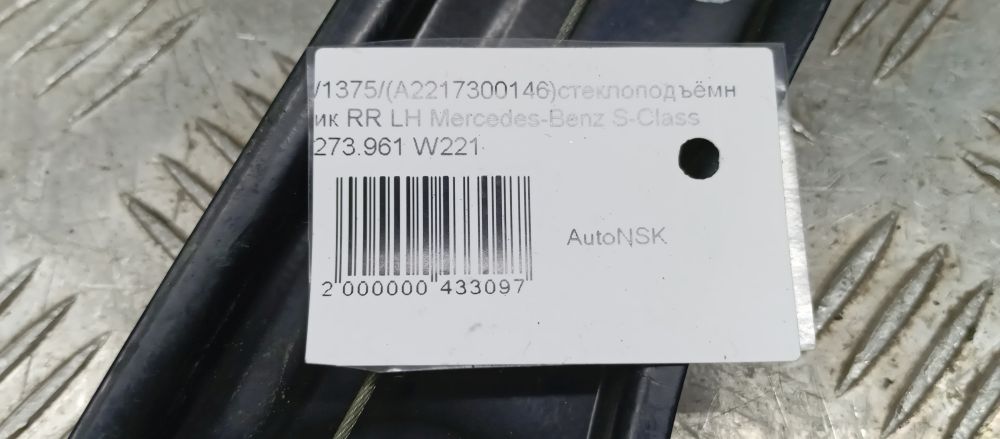 /1375/(A2217300146)стеклоподъёмн
ик RR LH Mercedes-Benz S-Class
273.961 W221
AutoNSK
2 000000 433097